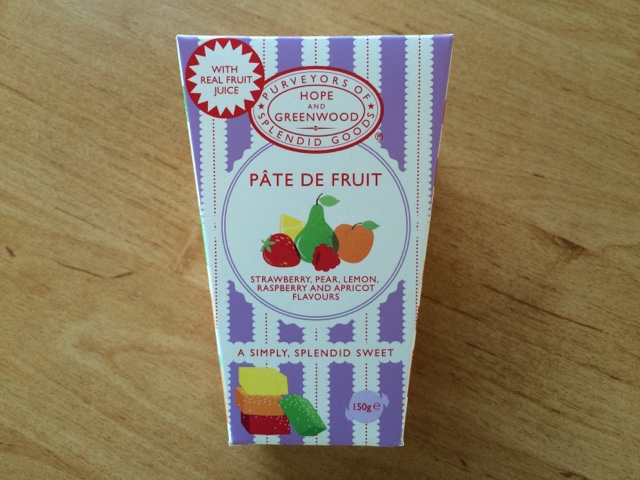 WITH
REAL FRUIT
JUICE
PURVEYORS OF
HOPE
AND
GREENWOOD
SPLENDID GOODS
®
PÂTE DE FRUIT
STRAWBERRY, PEAR, LEMON,
RASPBERRY AND APRICOT
FLAVOURS
A SIMPLY, SPLENDID SWEET
150g e